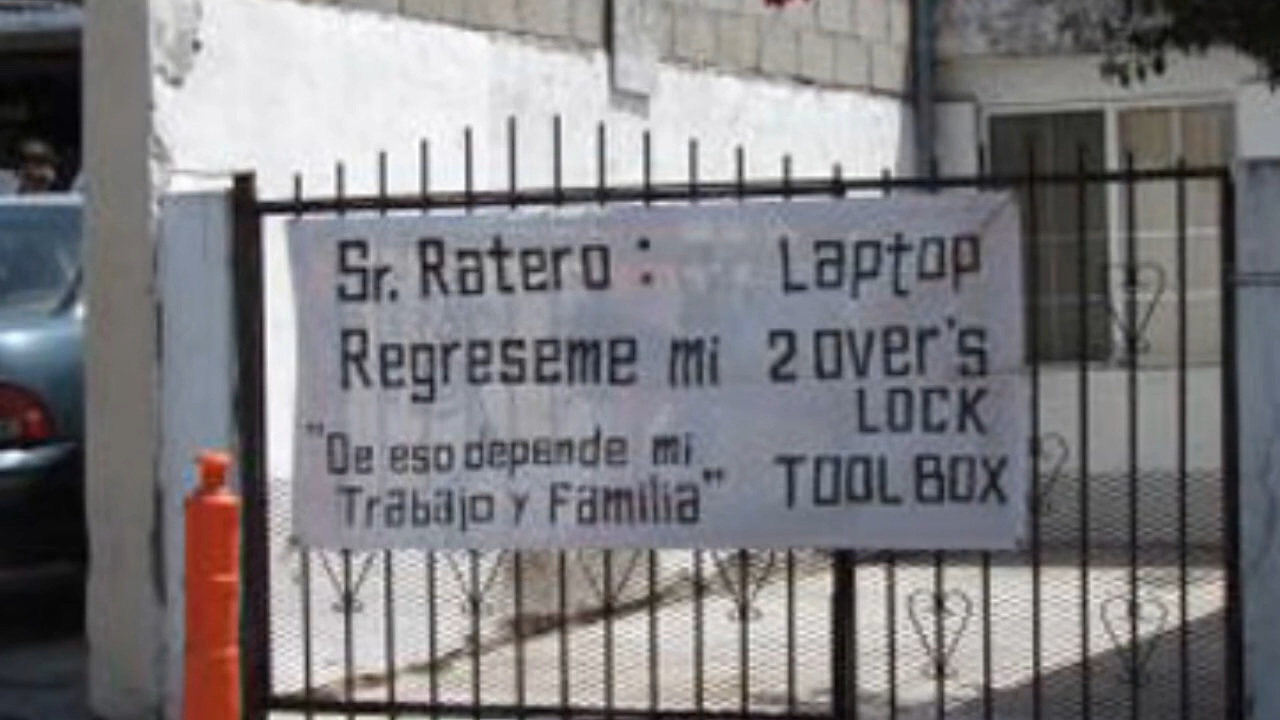 Sr. Ratero :
Regreseme mi
"De eso depende mi
Trabajo y Familia"
Laptop
2 over's
LOCK
TOOL BOX